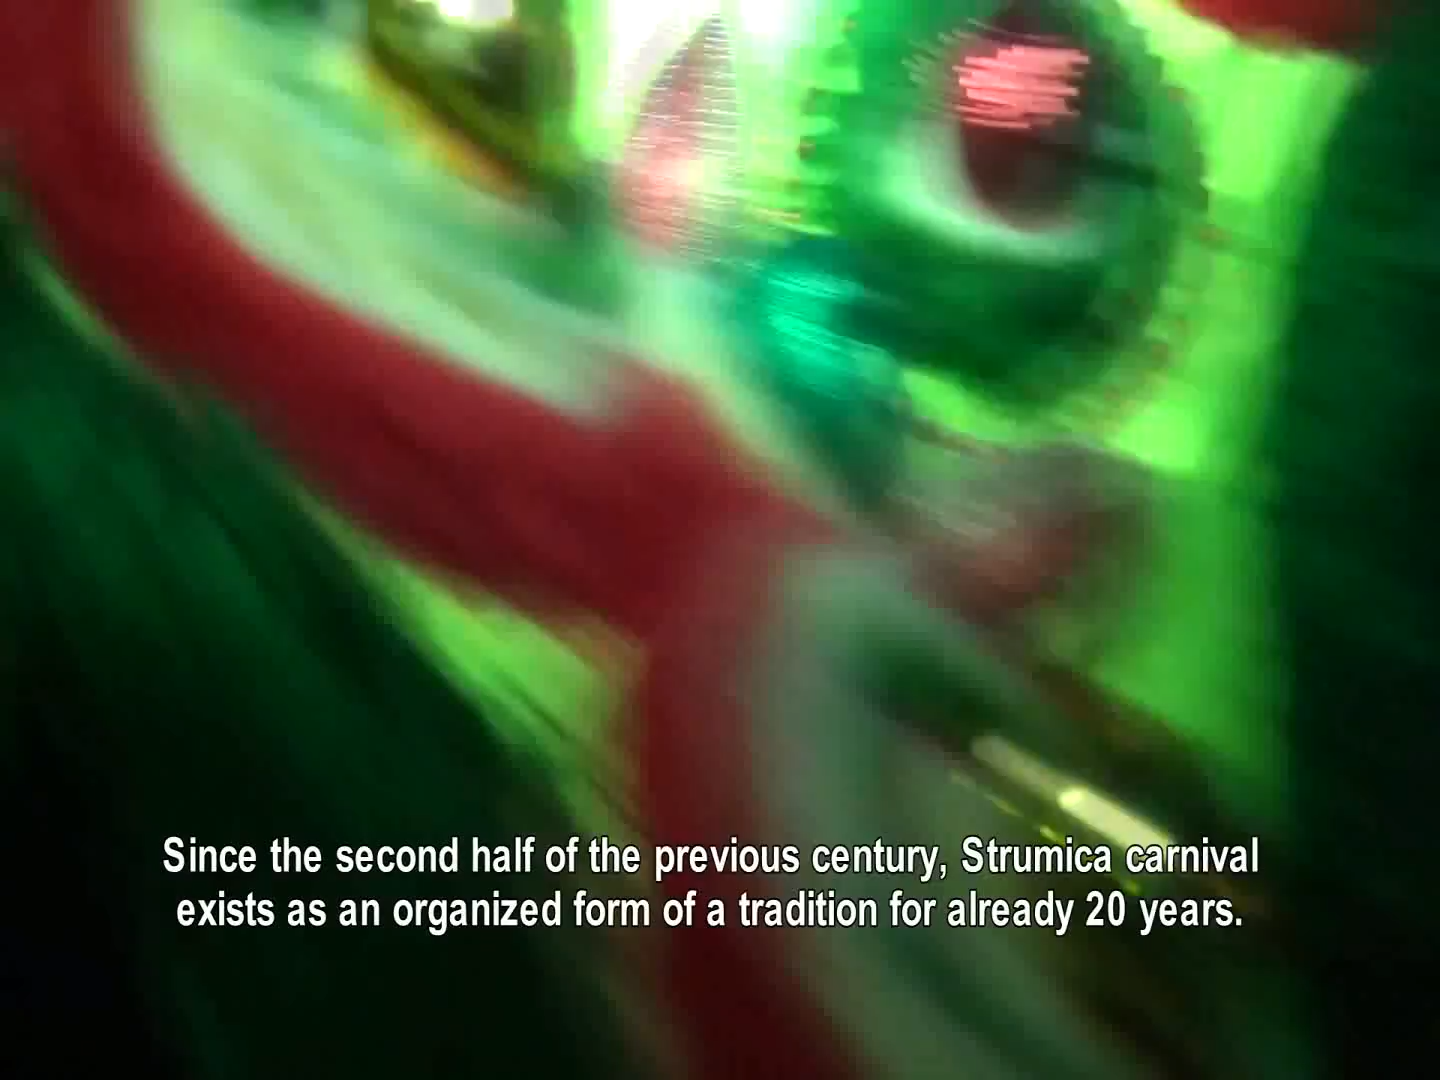 Since the second half of the previous century, Strumica carnival
exists as an organized form of a tradition for already 20 years.